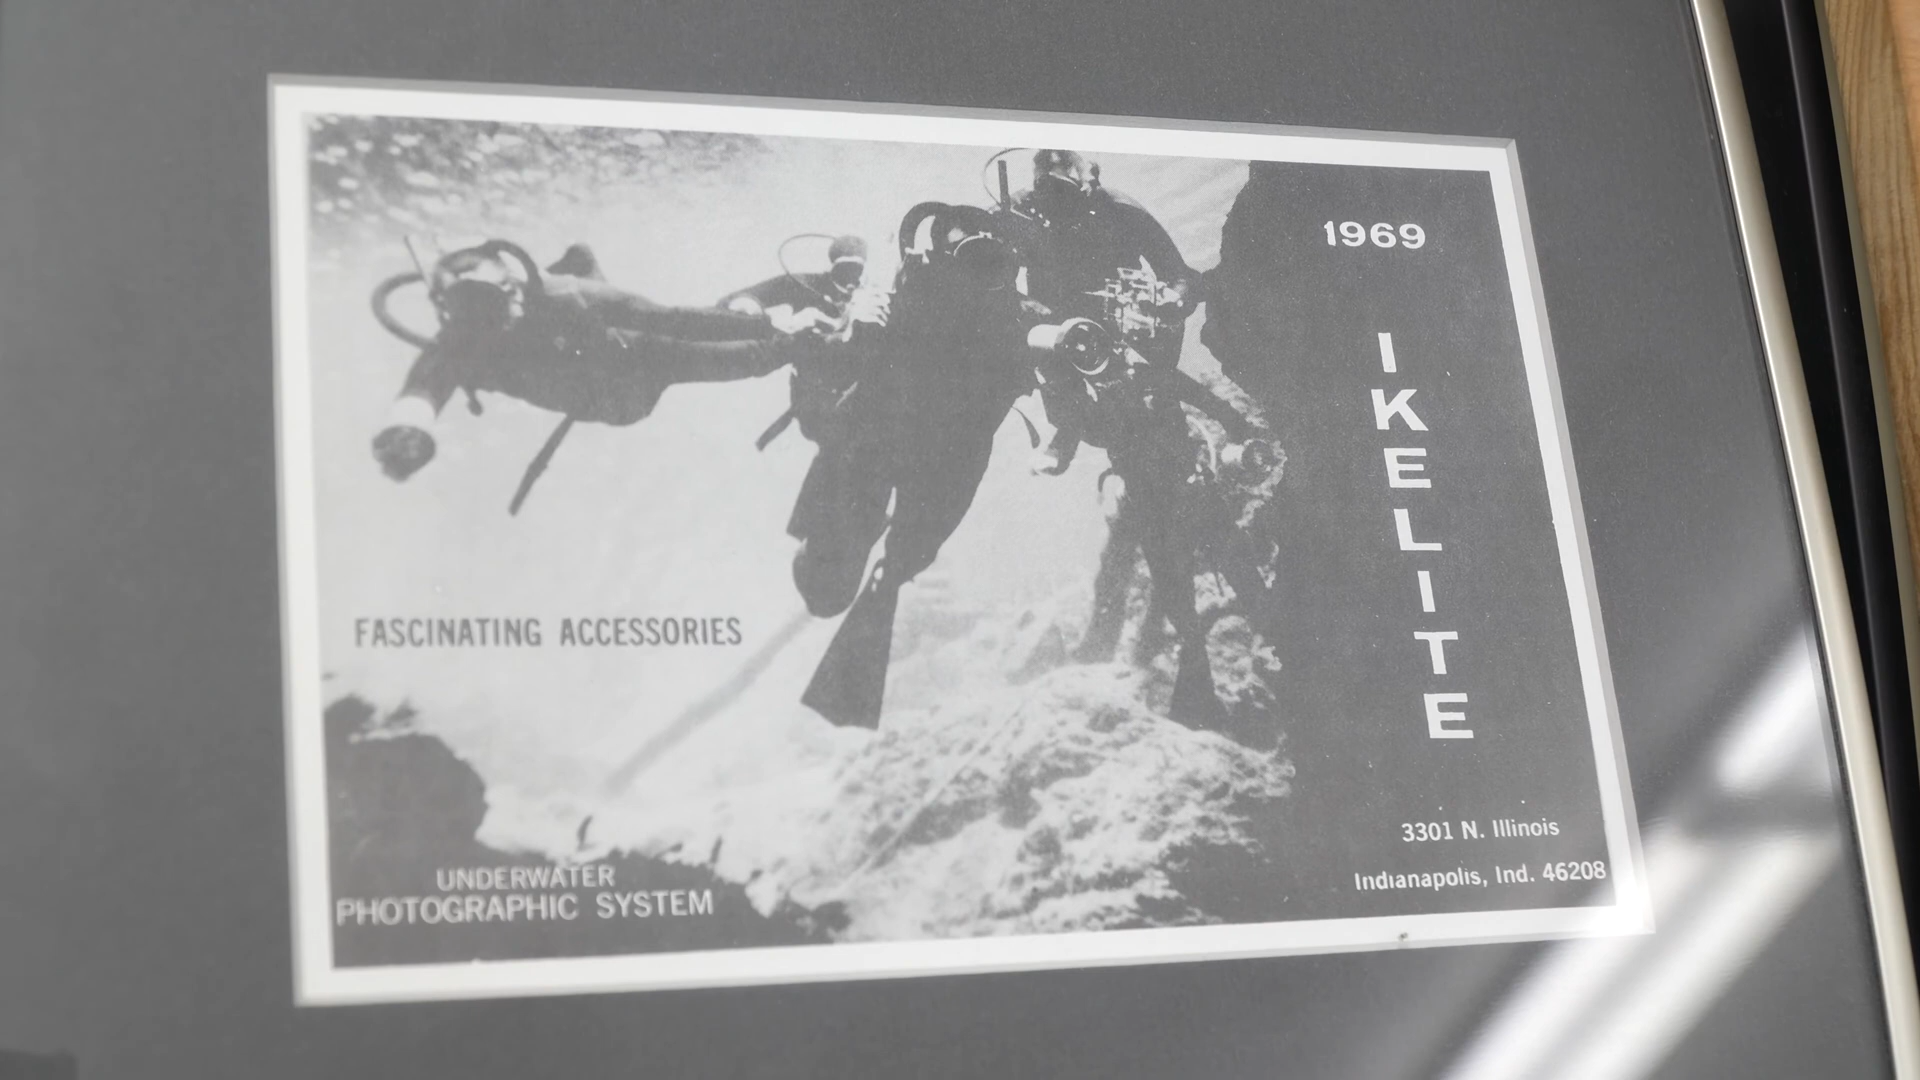 1969
IKELITE
FASCINATING ACCESSORIES
UNDERWATER
PHOTOGRAPHIC SYSTEM
3301 N. Illinois
Indianapolis, Ind. 46208